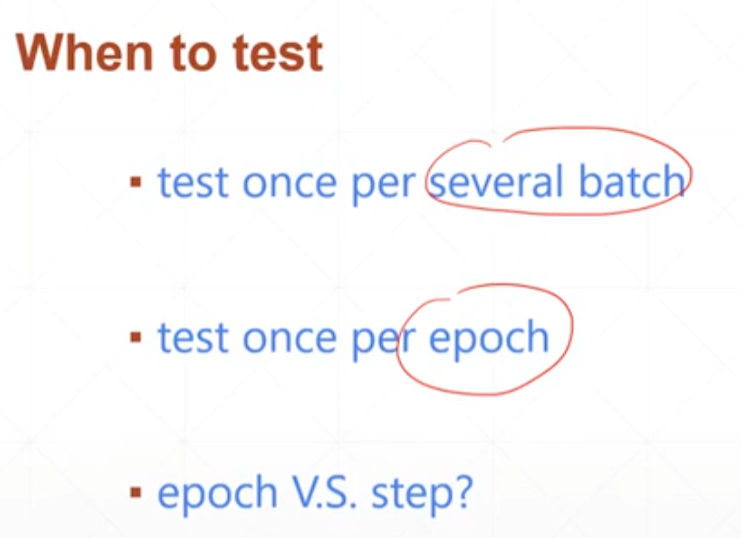 When to test
▪ test once per several batch
▪ test once per epoch
▪ epoch V.S. step?